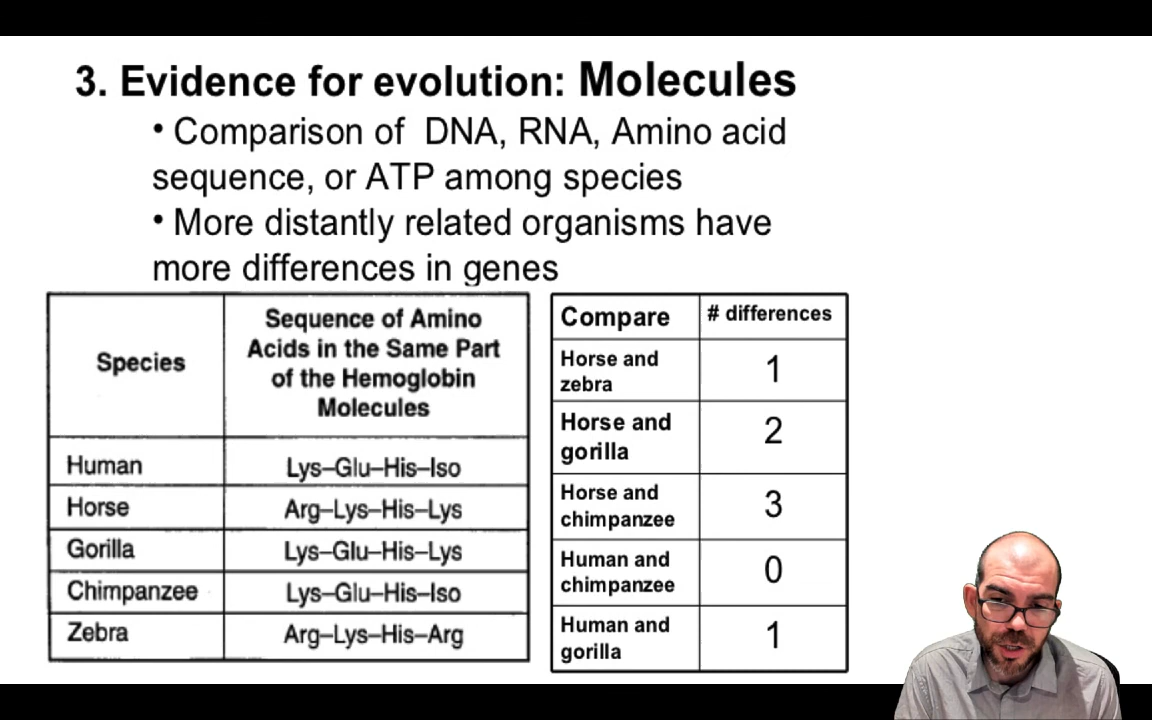 3. Evidence for evolution: Molecules
• Comparison of DNA, RNA, Amino acid
sequence, or ATP among species
• More distantly related organisms have
more differences in genes
Species
Sequence of Amino
Acids in the Same Part
of the Hemoglobin
Molecules
Human
Lys–Glu–His–Iso
Horse
Arg–Lys–His–Lys
Gorilla
Lys–Glu–His–Lys
Chimpanzee
Lys–Glu–His–Iso
Zebra
Arg–Lys–His–Arg
Compare
# differences
Horse and
zebra
1
Horse and
gorilla
2
Horse and
chimpanzee
3
Human and
chimpanzee
0
Human and
gorilla
1